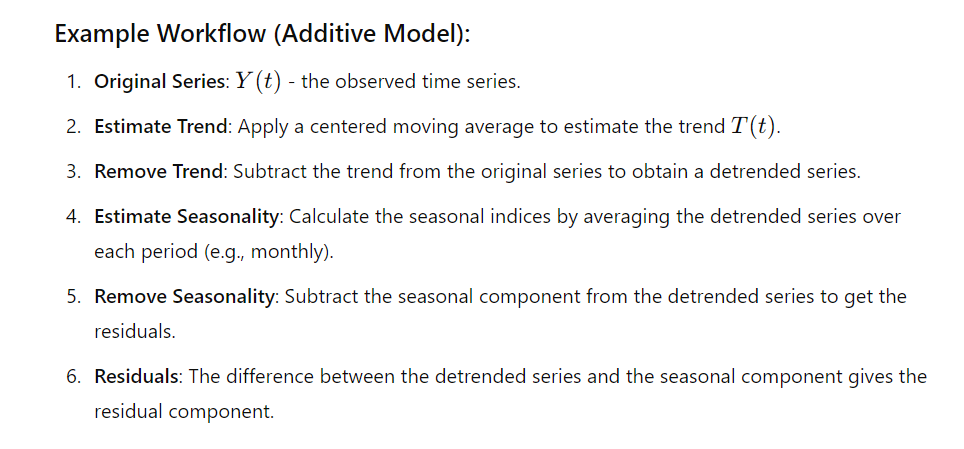 Example Workflow (Additive Model):
1. Original Series: Y(t) - the observed time series.
2. Estimate Trend: Apply a centered moving average to estimate the trend T(t).
3. Remove Trend: Subtract the trend from the original series to obtain a detrended series.
4. Estimate Seasonality: Calculate the seasonal indices by averaging the detrended series over
each period (e.g., monthly).
5. Remove Seasonality: Subtract the seasonal component from the detrended series to get the
residuals.
6. Residuals: The difference between the detrended series and the seasonal component gives the
residual component.